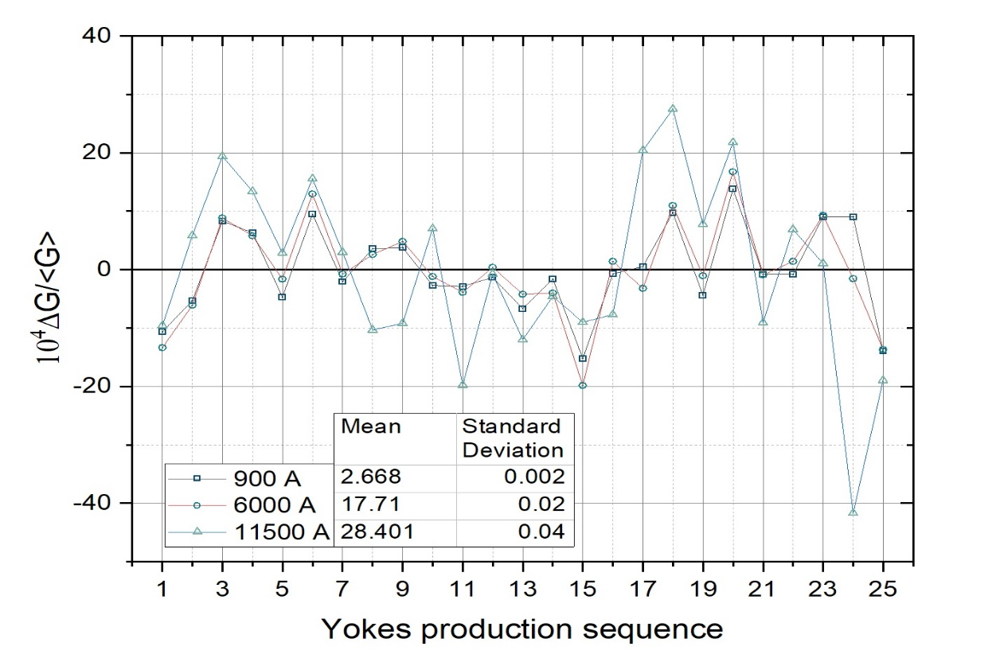 40
20
0
-20
-40
10⁴ΔG/<G>
Mean Standard
Deviation
900 A 2.668 0.002
6000 A 17.71 0.02
11500 A 28.401 0.04
1 3 5 7 9 11 13 15 17 19 21 23 25
Yokes production sequence